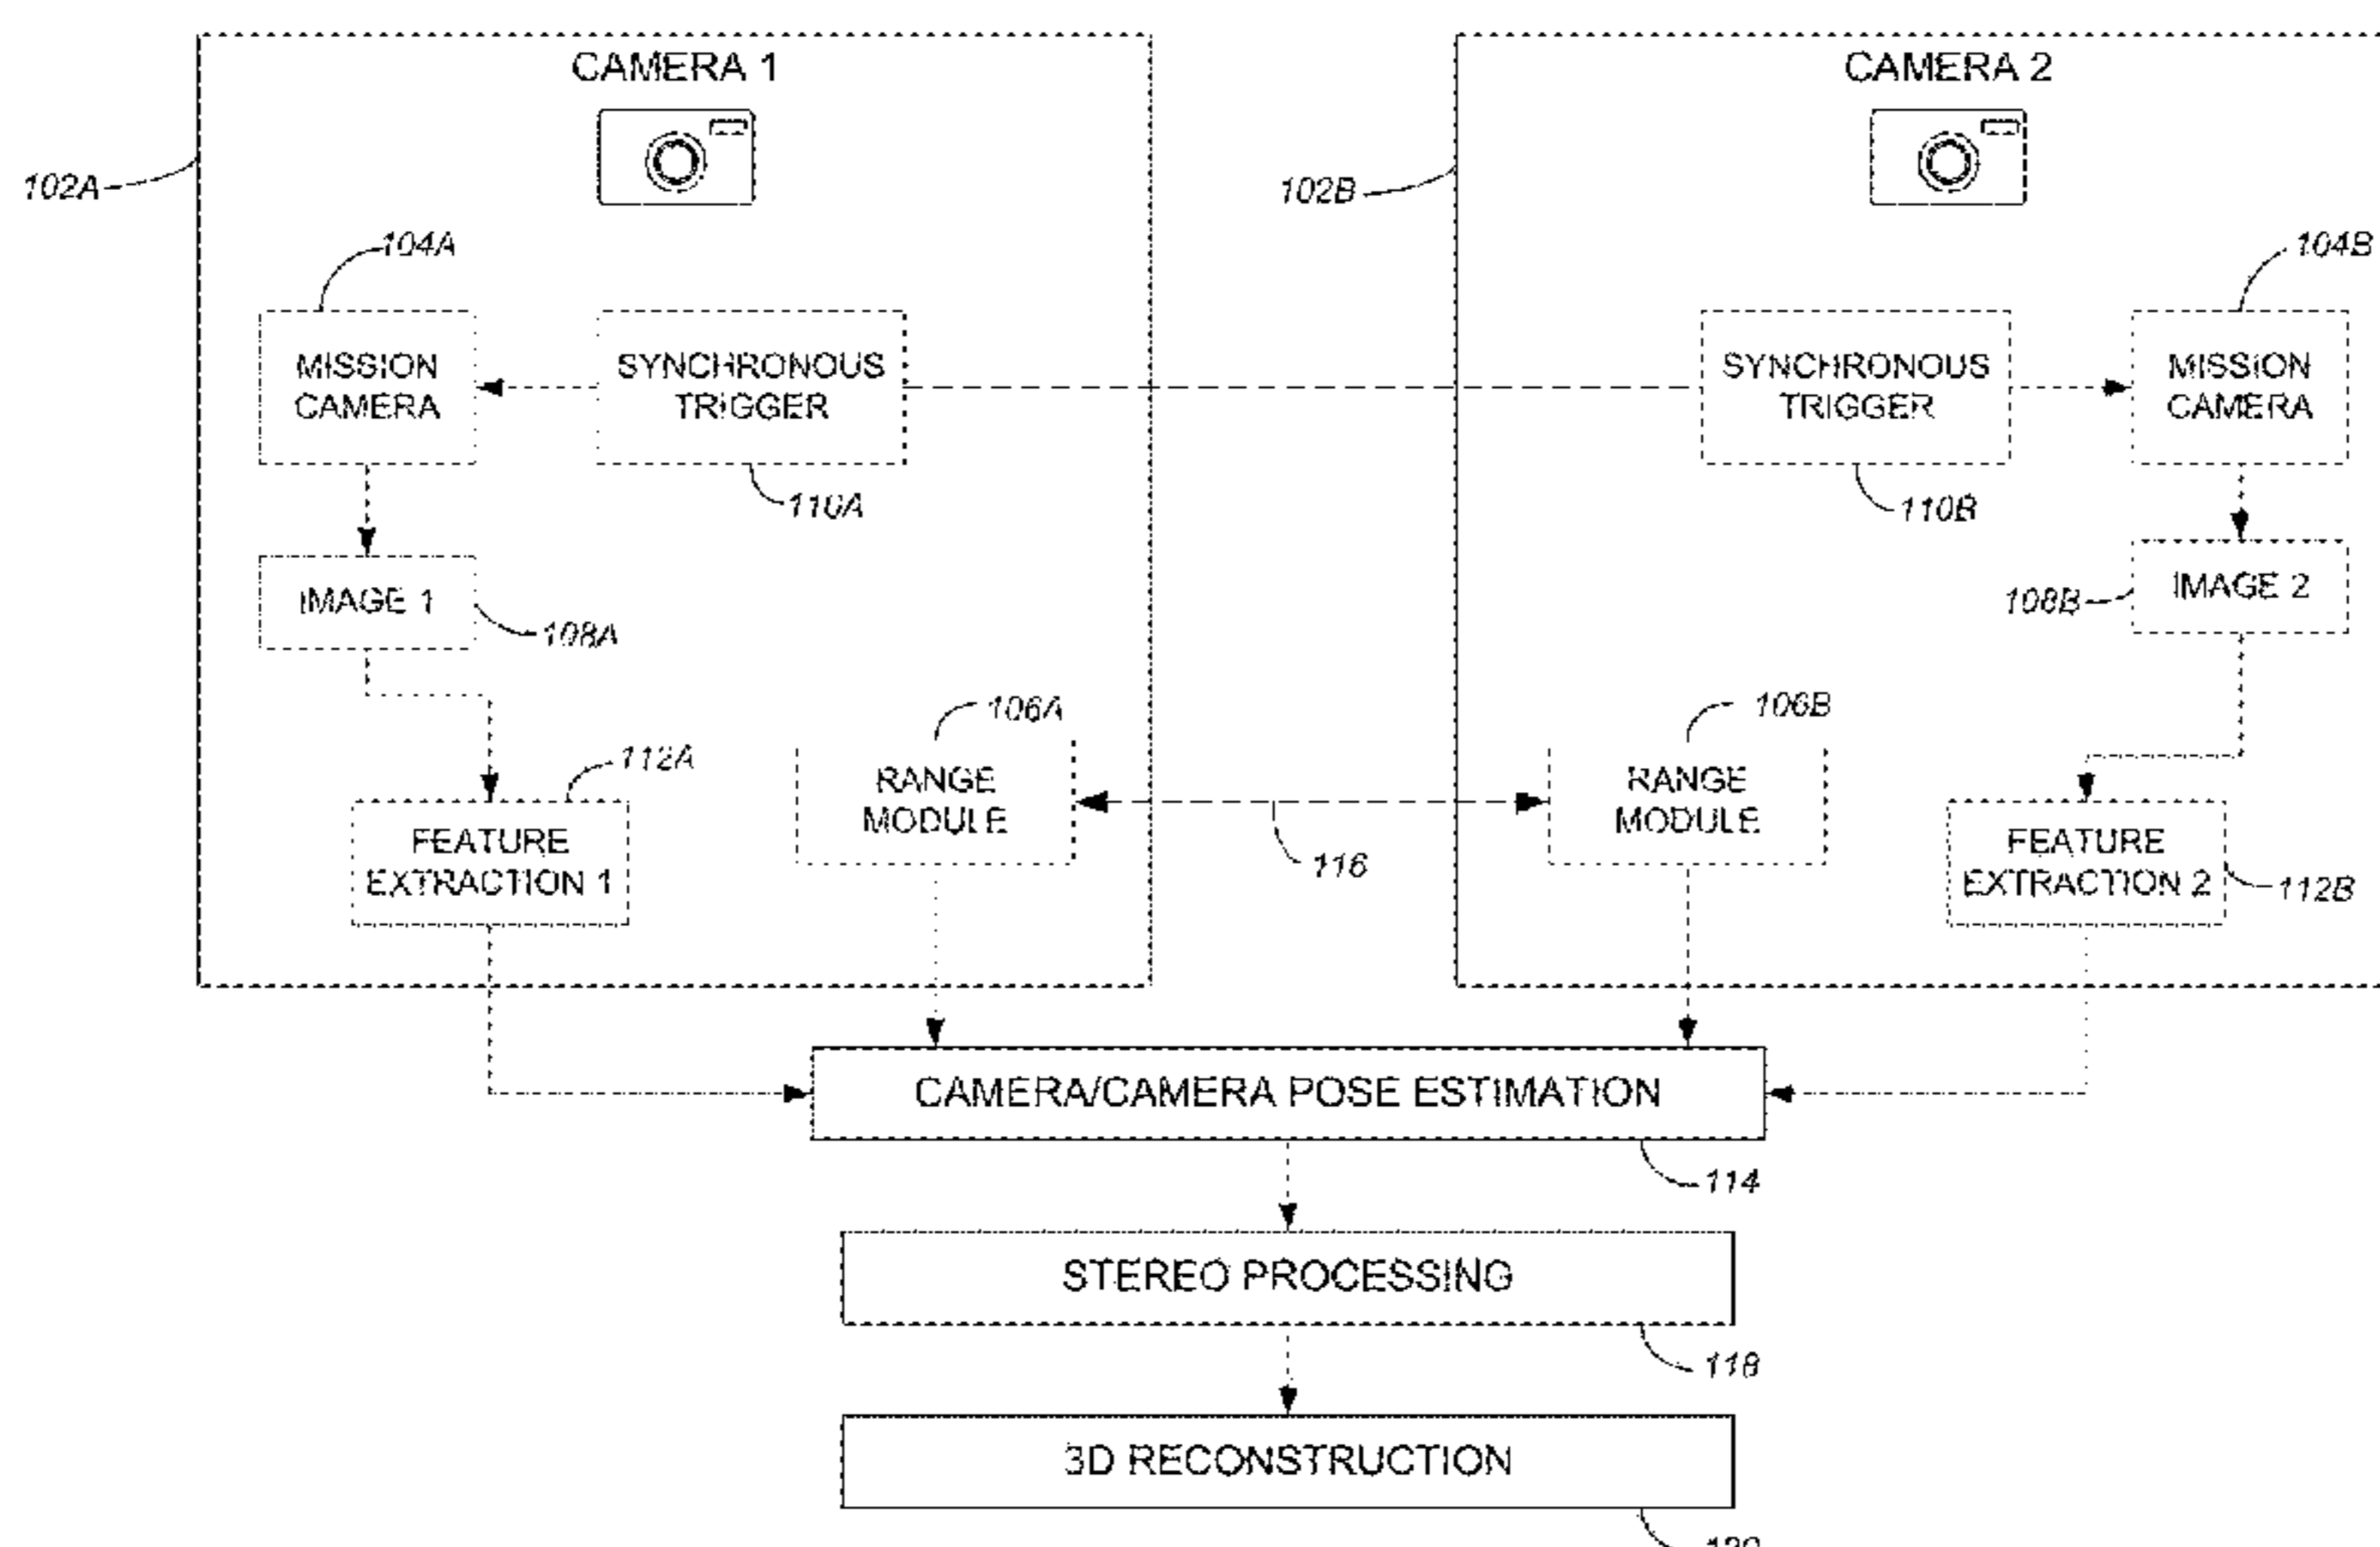 CAMERA 1
CAMERA 2
102A
102B
104A
104B
MISSION
CAMERA
SYNCHRONOUS
TRIGGER
SYNCHRONOUS
TRIGGER
MISSION
CAMERA
110A
110B
IMAGE 1
108A
IMAGE 2
108B
106A
106B
112A
RANGE
MODULE
RANGE
MODULE
FEATURE
EXTRACTION 1
116
FEATURE
EXTRACTION 2
112B
CAMERA/CAMERA POSE ESTIMATION
114
STEREO PROCESSING
118
3D RECONSTRUCTION